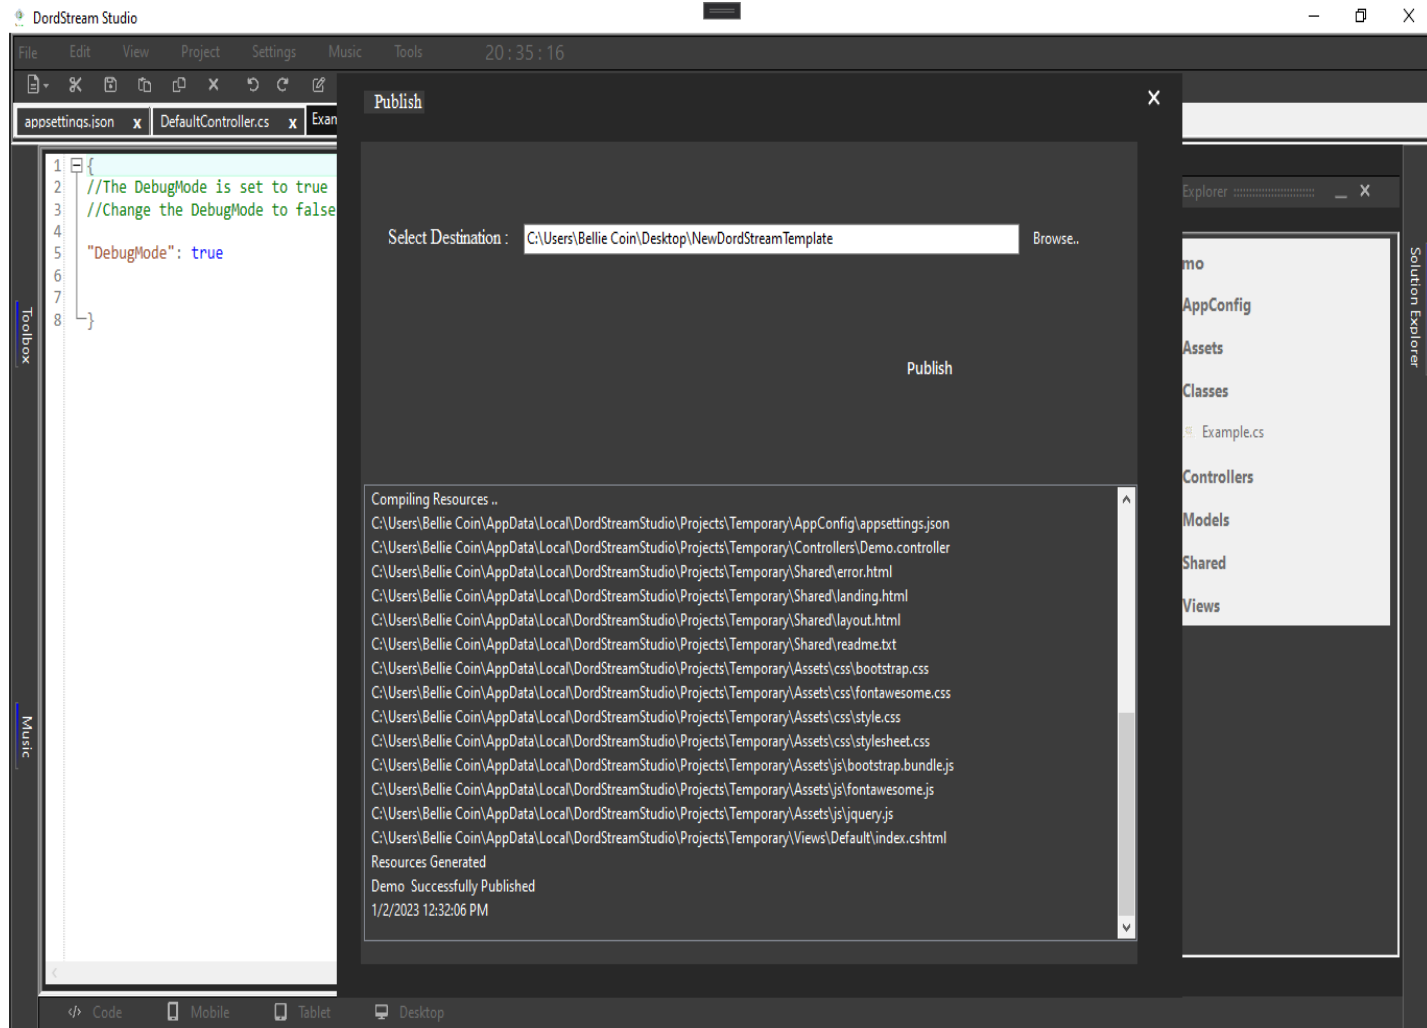 DordStream Studio
File Edit View Project Settings Music Tools 20:35:16
appsettings.json x DefaultController.cs x Exam
Publish X
1 {
2 //The DebugMode is set to true
3 //Change the DebugMode to false
4
5 "DebugMode": true
6
7
8 }
Toolbox
Music
Select Destination : C:\Users\Bellie Coin\Desktop\NewDordStreamTemplate Browse..
Publish
Compiling Resources ..
C:\Users\Bellie Coin\AppData\Local\DordStreamStudio\Projects\Temporary\AppConfig\appsettings.json
C:\Users\Bellie Coin\AppData\Local\DordStreamStudio\Projects\Temporary\Controllers\Demo.controller
C:\Users\Bellie Coin\AppData\Local\DordStreamStudio\Projects\Temporary\Shared\error.html
C:\Users\Bellie Coin\AppData\Local\DordStreamStudio\Projects\Temporary\Shared\landing.html
C:\Users\Bellie Coin\AppData\Local\DordStreamStudio\Projects\Temporary\Shared\layout.html
C:\Users\Bellie Coin\AppData\Local\DordStreamStudio\Projects\Temporary\Shared\readme.txt
C:\Users\Bellie Coin\AppData\Local\DordStreamStudio\Projects\Temporary\Assets\css\bootstrap.css
C:\Users\Bellie Coin\AppData\Local\DordStreamStudio\Projects\Temporary\Assets\css\fontawesome.css
C:\Users\Bellie Coin\AppData\Local\DordStreamStudio\Projects\Temporary\Assets\css\style.css
C:\Users\Bellie Coin\AppData\Local\DordStreamStudio\Projects\Temporary\Assets\css\stylesheet.css
C:\Users\Bellie Coin\AppData\Local\DordStreamStudio\Projects\Temporary\Assets\js\bootstrap.bundle.js
C:\Users\Bellie Coin\AppData\Local\DordStreamStudio\Projects\Temporary\Assets\js\fontawesome.js
C:\Users\Bellie Coin\AppData\Local\DordStreamStudio\Projects\Temporary\Assets\js\jquery.js
C:\Users\Bellie Coin\AppData\Local\DordStreamStudio\Projects\Temporary\Views\Default\index.cshtml
Resources Generated
Demo Successfully Published
1/2/2023 12:32:06 PM
Explorer
mo
AppConfig
Assets
Classes
Example.cs
Controllers
Models
Shared
Views
Solution Explorer
Code Mobile Tablet Desktop